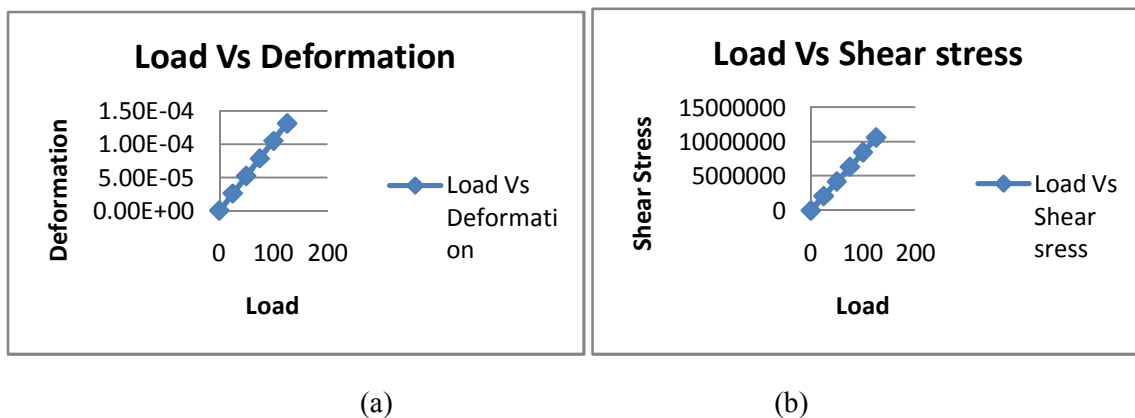 Load Vs Deformation
Deformation
1.50E-04
1.00E-04
5.00E-05
0.00E+00
0 100 200
Load
Load Vs
Deformati
on
Load Vs Shear stress
Shear Stress
15000000
10000000
5000000
0
0 100 200
Load
Load Vs
Shear
sress
(a)
(b)